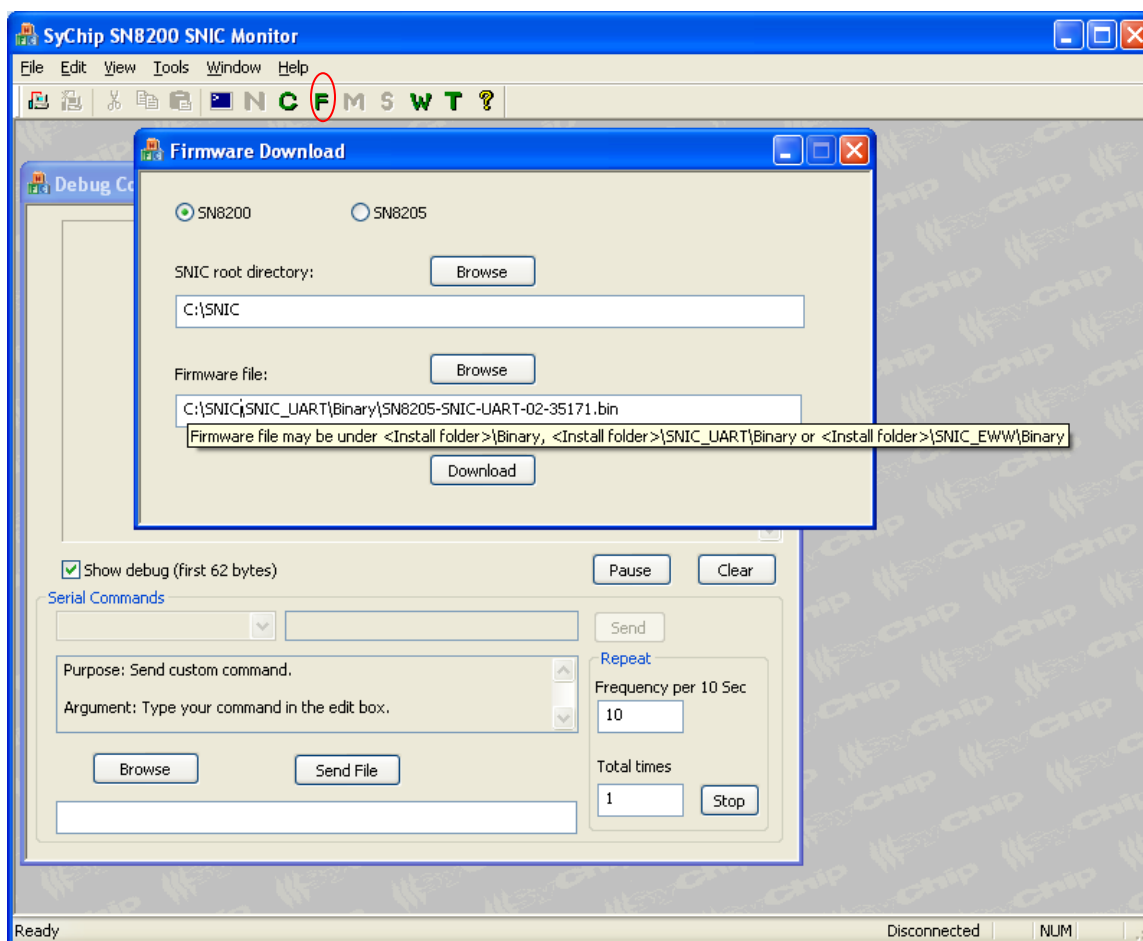 SyChip SN8200 SNIC Monitor
File Edit View Tools Window Help
N C F M S W T ?
Firmware Download
Debug Co
SN8200 SN8205
SNIC root directory: Browse
C:\SNIC
Firmware file: Browse
C:\SNIC\SNIC_UART\Binary\SN8205-SNIC-UART-02-35171.bin
Firmware file may be under <Install folder>\Binary, <Install folder>\SNIC_UART\Binary or <Install folder>\SNIC_EWW\Binary
Download
Show debug (first 62 bytes) Pause Clear
Serial Commands
Send
Purpose: Send custom command.
Argument: Type your command in the edit box.
Repeat
Frequency per 10 Sec
10
Browse Send File
Total times
1 Stop
Ready Disconnected NUM